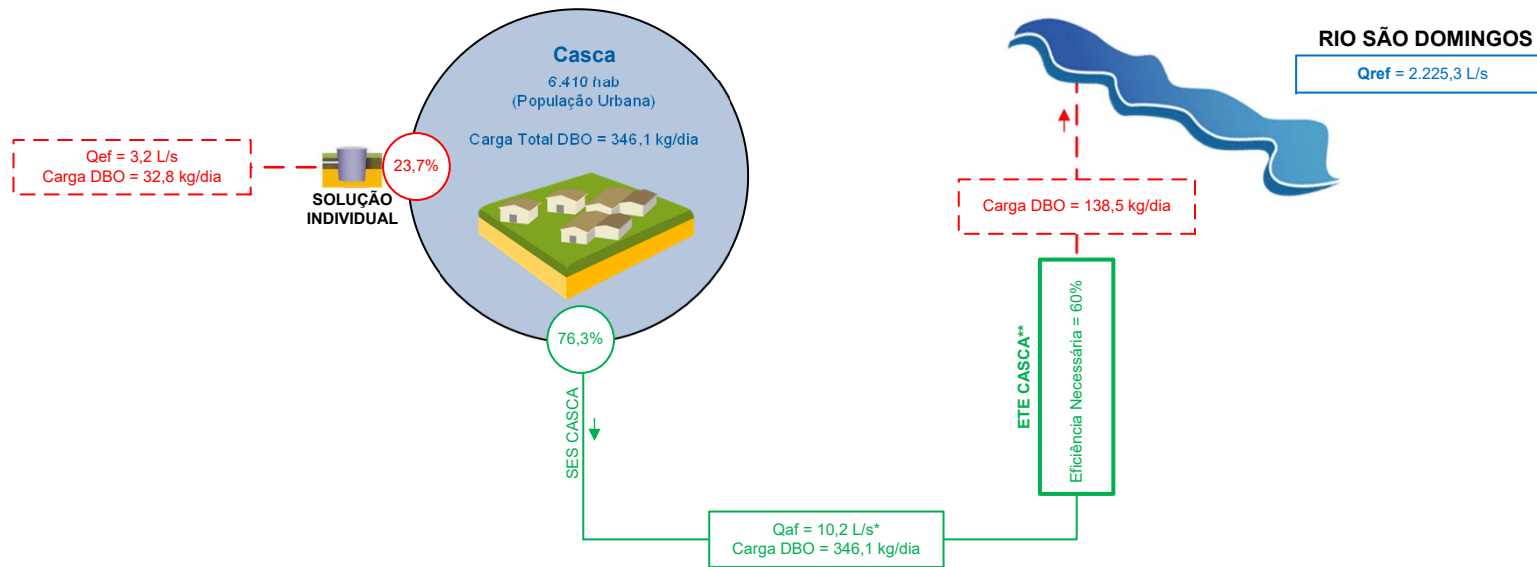 Casca
6.410 hab
(População Urbana)
Carga Total DBO = 346,1 kg/dia
Qef = 3,2 L/s
Carga DBO = 32,8 kg/dia
SOLUÇÃO
INDIVIDUAL
23,7%
76,3%
SES CASCA
Qaf = 10,2 L/s*
Carga DBO = 346,1 kg/dia
ETE CASCA**
Eficiência Necessária = 60%
Carga DBO = 138,5 kg/dia
RIO SÃO DOMINGOS
Qref = 2.225,3 L/s